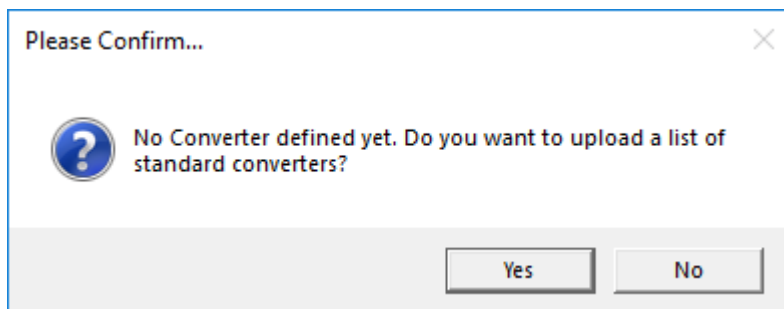 Please Confirm...
No Converter defined yet. Do you want to upload a list of
standard converters?
Yes
No